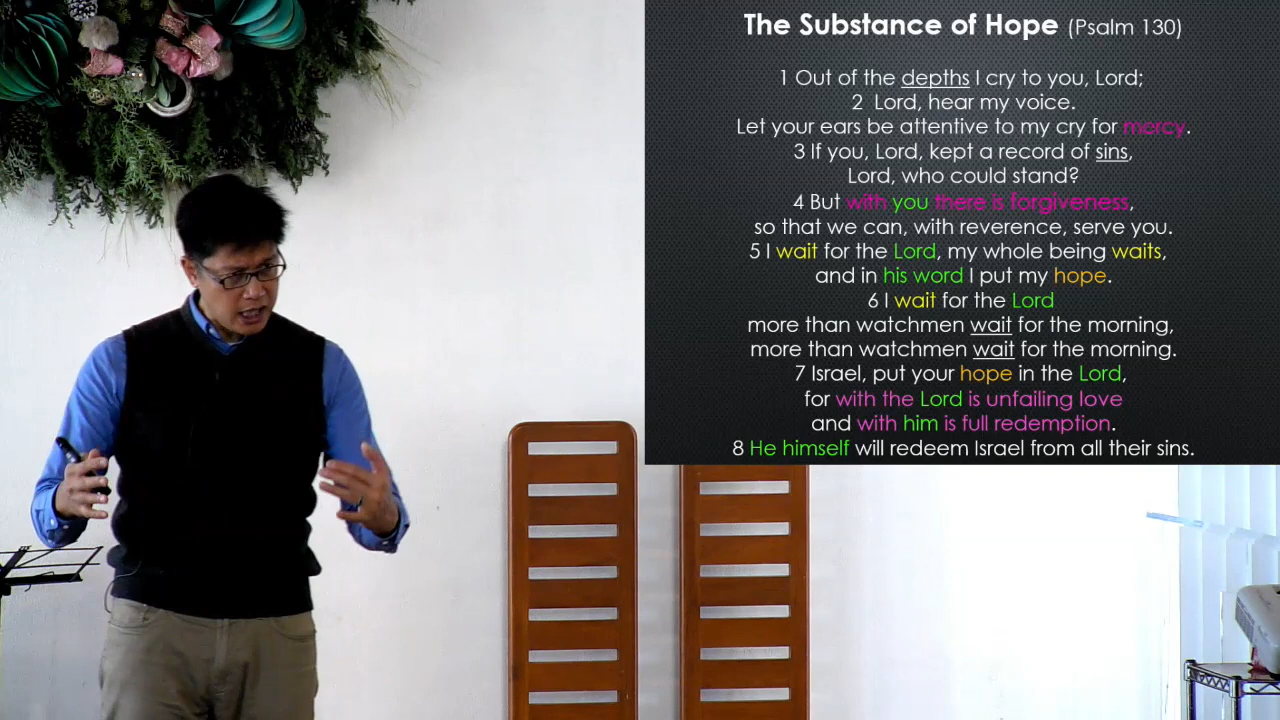 The Substance of Hope (Psalm 130)
1 Out of the depths I cry to you, Lord;
2 Lord, hear my voice.
Let your ears be attentive to my cry for mercy.
3 If you, Lord, kept a record of sins,
Lord, who could stand?
4 But with you there is forgiveness,
so that we can, with reverence, serve you.
5 I wait for the Lord, my whole being waits,
and in his word I put my hope.
6 I wait for the Lord
more than watchmen wait for the morning,
more than watchmen wait for the morning.
7 Israel, put your hope in the Lord,
for with the Lord is unfailing love
and with him is full redemption.
8 He himself will redeem Israel from all their sins.